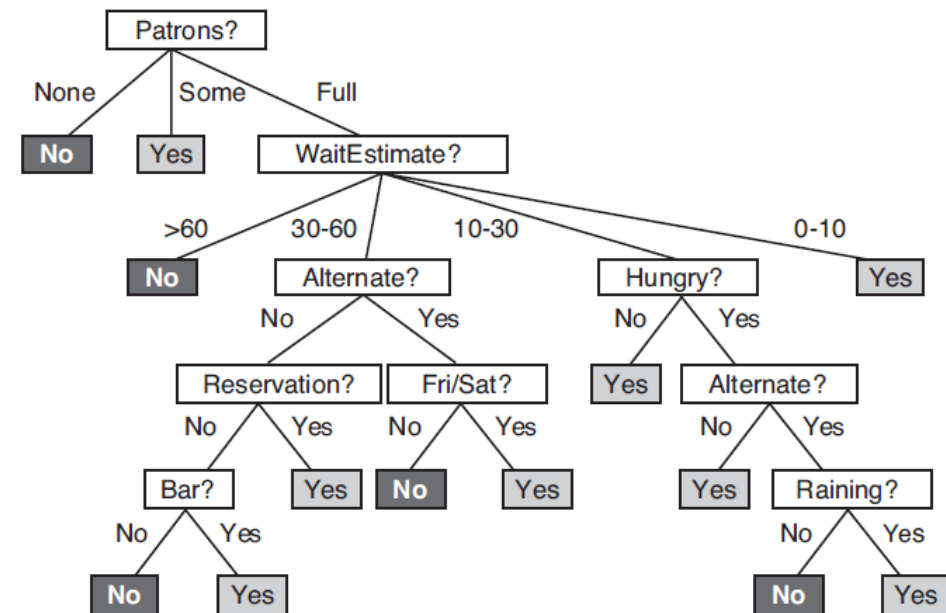 Patrons?
None Some Full
No Yes WaitEstimate?
>60 30-60 10-30 0-10
No Alternate? Hungry? Yes
No Yes No Yes
Reservation? Fri/Sat? Yes Alternate?
No Yes No Yes No Yes
Bar? Yes No Yes Yes Raining?
No Yes No Yes
No Yes No Yes